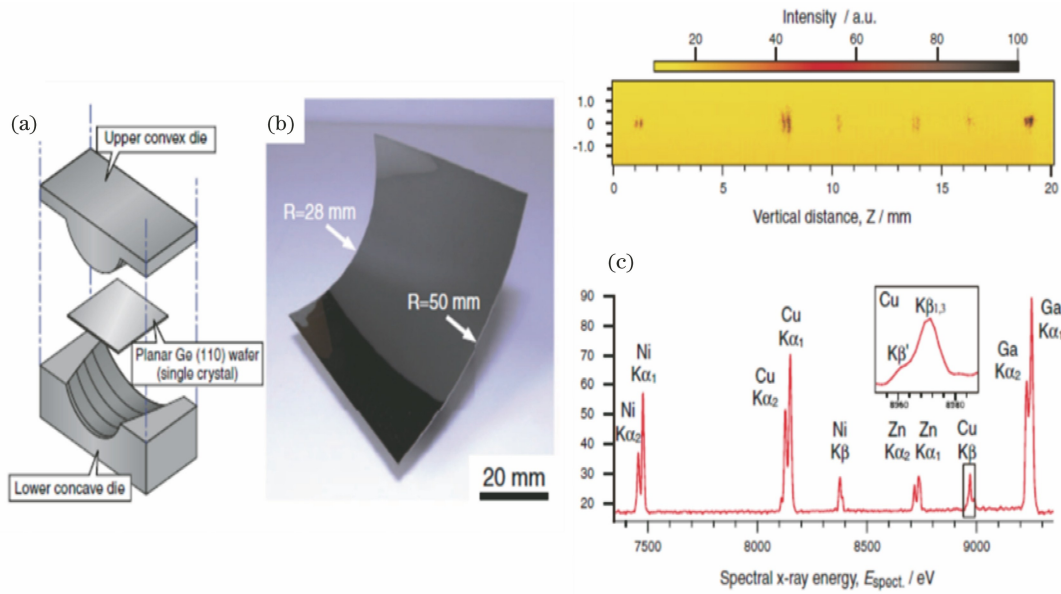 (a)
Upper convex die
Planar Ge (110) wafer
(single crystal)
Lower concave die
(b)
R=28 mm
R=50 mm
20 mm
Intensity / a.u.
20 40 60 80 100
1.0
0
-1.0
0 5 10 15 20
Vertical distance, Z / mm
(c)
90
80
70
60
50
40
30
20
Ni
Kα1
Ni
Kα2
Cu
Kα1
Cu
Kα2
Ni
Kβ
Zn
Kα2
Zn
Kα1
Cu
Kβ
Ga
Kα2
Ga
Kα1
Cu
Kβ1,3
Kβ'
8960 8980
7500 8000 8500 9000
Spectral x-ray energy, Espect. / eV